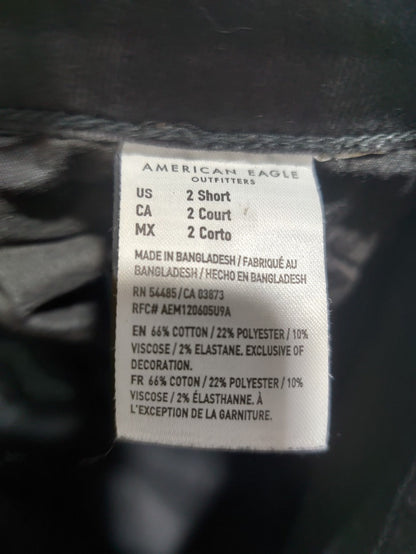 AMERICAN EAGLE
OUTFITTERS
US 2 Short
CA 2 Court
MX 2 Corto
MADE IN BANGLADESH / FABRIQUÉ AU
BANGLADESH / HECHO EN BANGLADESH
RN 54485 / CA 03873
RFC# AEM120605U9A
EN 66% COTTON / 22% POLYESTER / 10%
VISCOSE / 2% ELASTANE. EXCLUSIVE OF
DECORATION.
FR 66% COTON / 22% POLYESTER / 10%
VISCOSE / 2% ÉLASTHANNE. À
L'EXCEPTION DE LA GARNITURE.